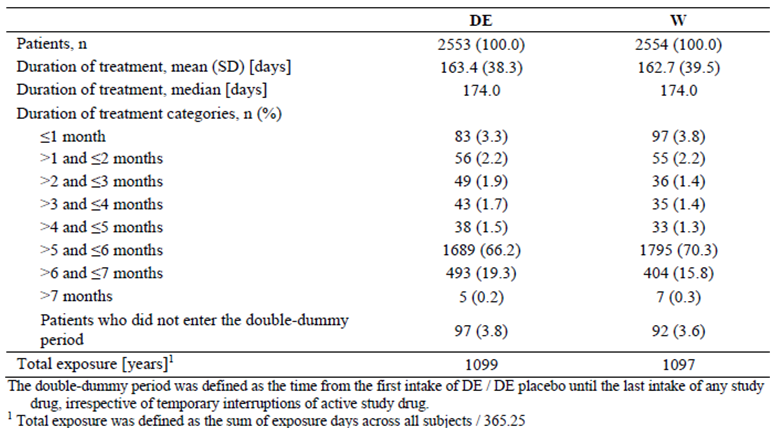 DE W
Patients, n 2553 (100.0) 2554 (100.0)
Duration of treatment, mean (SD) [days] 163.4 (38.3) 162.7 (39.5)
Duration of treatment, median [days] 174.0 174.0
Duration of treatment categories, n (%)
≤1 month 83 (3.3) 97 (3.8)
>1 and ≤2 months 56 (2.2) 55 (2.2)
>2 and ≤3 months 49 (1.9) 36 (1.4)
>3 and ≤4 months 43 (1.7) 35 (1.4)
>4 and ≤5 months 38 (1.5) 33 (1.3)
>5 and ≤6 months 1689 (66.2) 1795 (70.3)
>6 and ≤7 months 493 (19.3) 404 (15.8)
>7 months 5 (0.2) 7 (0.3)
Patients who did not enter the double-dummy
period 97 (3.8) 92 (3.6)
Total exposure [years]¹ 1099 1097
The double-dummy period was defined as the time from the first intake of DE / DE placebo until the last intake of any study
drug, irrespective of temporary interruptions of active study drug.
¹ Total exposure was defined as the sum of exposure days across all subjects / 365.25